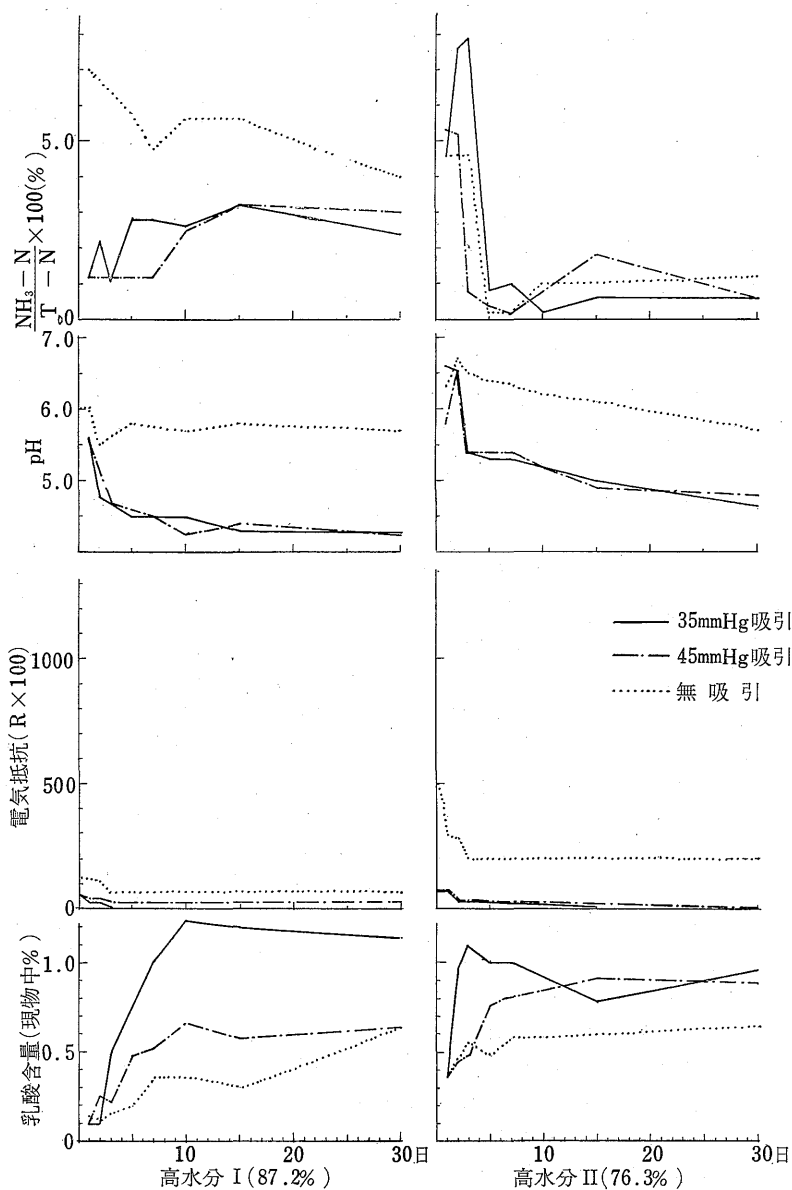 NH₃－N
T －N
×100(%)
5.0
0
pH
7.0
6.0
5.0
電気抵抗(R×100)
1000
500
0
35mmHg吸引
45mmHg吸引
無 吸 引
乳酸含量(現物中%)
1.0
0.5
0
10
20
30日
高水分 I (87.2%)
10
20
30日
高水分 II(76.3%)